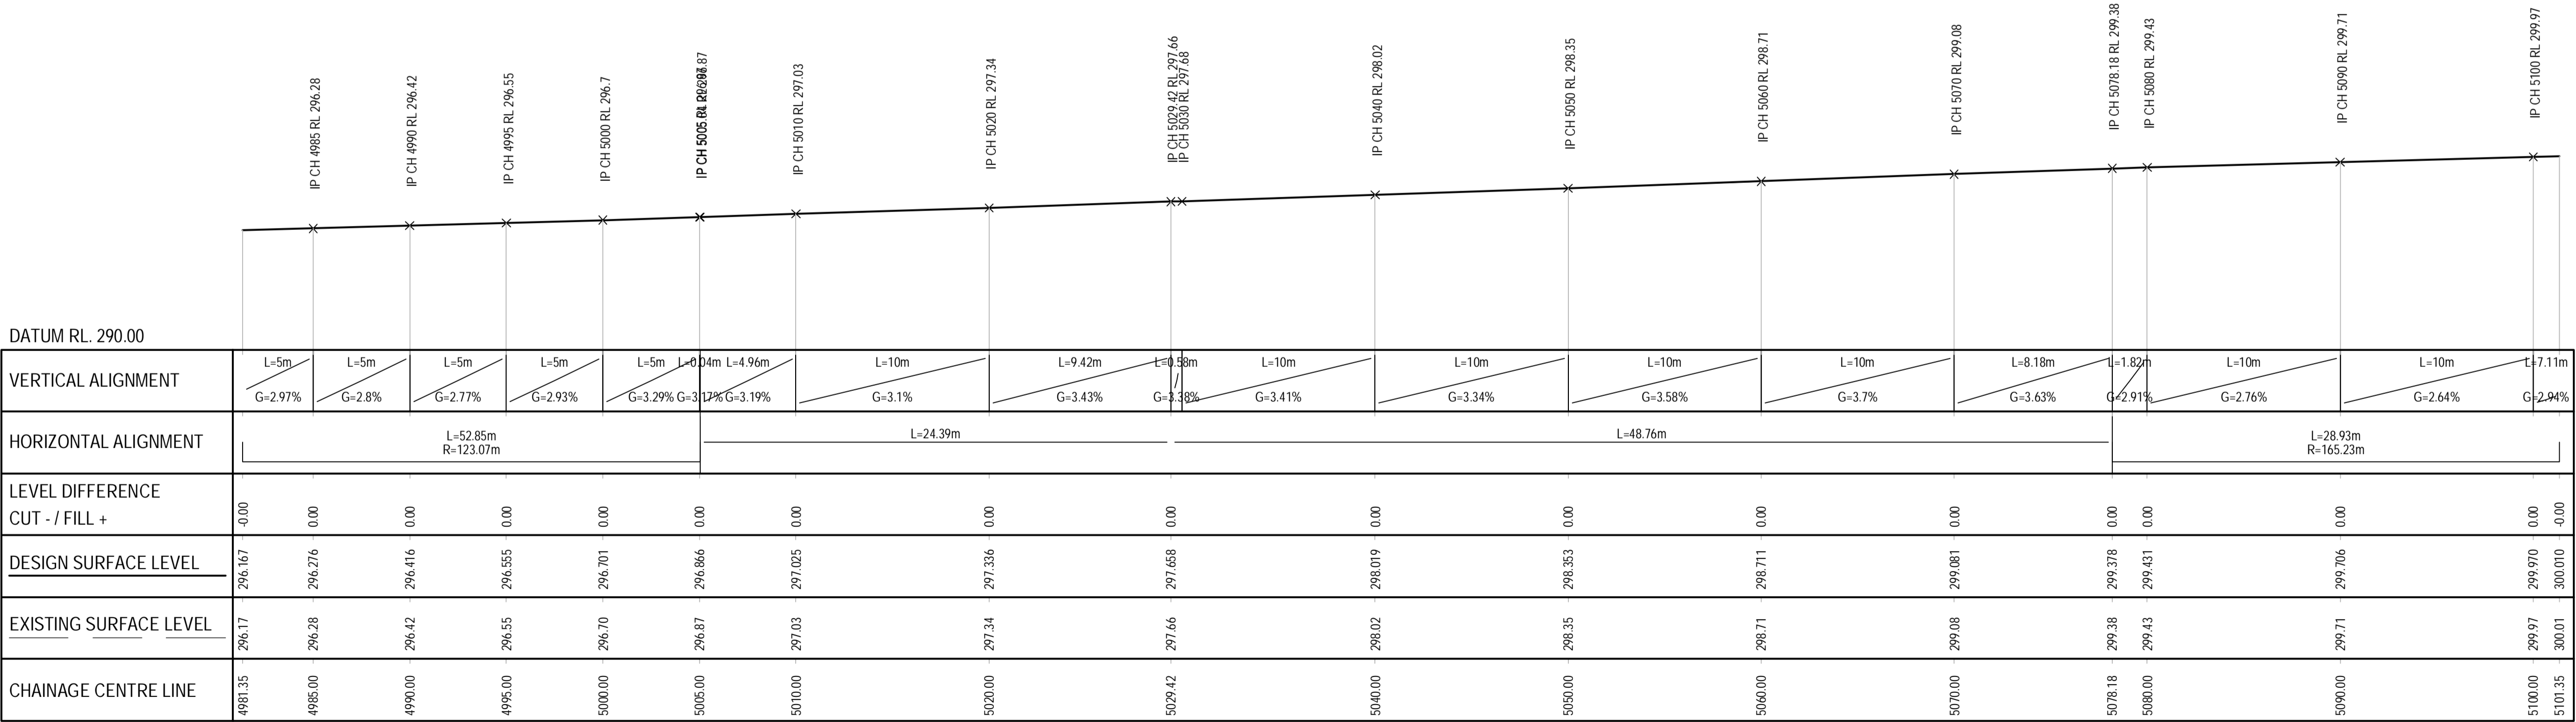 IP CH 4985 RL 296.28
IP CH 4990 RL 296.42
IP CH 4995 RL 296.55
IP CH 5000 RL 296.7
IP CH 5010 RL 297.03
IP CH 5020 RL 297.34
IP CH 5029.42 RL 297.66
IP CH 5030 RL 297.68
IP CH 5040 RL 298.02
IP CH 5050 RL 298.35
IP CH 5060 RL 298.71
IP CH 5070 RL 299.08
IP CH 5078.18 RL 299.38
IP CH 5080 RL 299.43
IP CH 5090 RL 299.71
IP CH 5100 RL 299.97
DATUM RL. 290.00
VERTICAL ALIGNMENT
L=5m L=5m L=5m L=5m L=5m L=0.04m L=4.96m L=10m L=9.42m L=0.58m L=10m L=10m L=10m L=10m L=8.18m L=1.82m L=10m L=10m L=7.11m
G=2.97% G=2.8% G=2.77% G=2.93% G=3.29% G=3.17% G=3.19% G=3.1% G=3.43% G=3.38% G=3.41% G=3.34% G=3.58% G=3.7% G=3.63% G=2.91% G=2.76% G=2.64% G=2.94%
HORIZONTAL ALIGNMENT
L=52.85m
R=123.07m
L=24.39m
L=48.76m
L=28.93m
R=165.23m
LEVEL DIFFERENCE
CUT - / FILL +
-0.00 0.00 0.00 0.00 0.00 0.00 0.00 0.00 0.00 0.00 0.00 0.00 0.00 0.00 0.00 0.00 0.00 -0.00
DESIGN SURFACE LEVEL
296.167 296.276 296.416 296.555 296.701 296.866 297.025 297.336 297.658 298.019 298.353 298.711 299.081 299.378 299.431 299.706 299.970 300.010
EXISTING SURFACE LEVEL
296.17 296.28 296.42 296.55 296.70 296.87 297.03 297.34 297.66 298.02 298.35 298.71 299.08 299.38 299.43 299.71 299.97 300.01
CHAINAGE CENTRE LINE
4981.35 4985.00 4990.00 4995.00 5000.00 5005.00 5010.00 5020.00 5029.42 5040.00 5050.00 5060.00 5070.00 5078.18 5080.00 5090.00 5100.00 5101.35